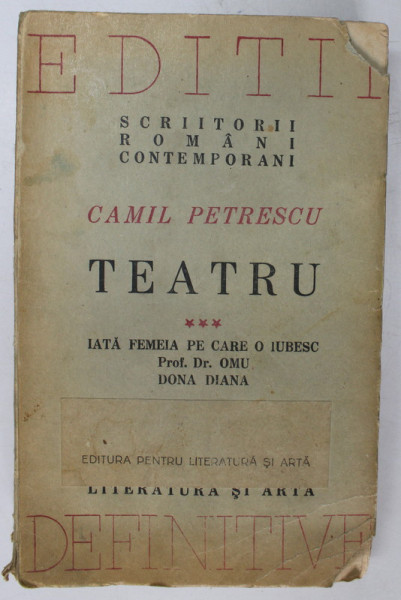 EDITII
SCRIITORII
ROMÂNI
CONTEMPORANI
CAMIL PETRESCU
TEATRU
★★★
IATĂ FEMEIA PE CARE O IUBESC
Prof. Dr. OMU
DONA DIANA
EDITURA PENTRU LITERATURĂ ȘI ARTĂ
LITERATURĂ ȘI ARTĂ
DEFINITIVE